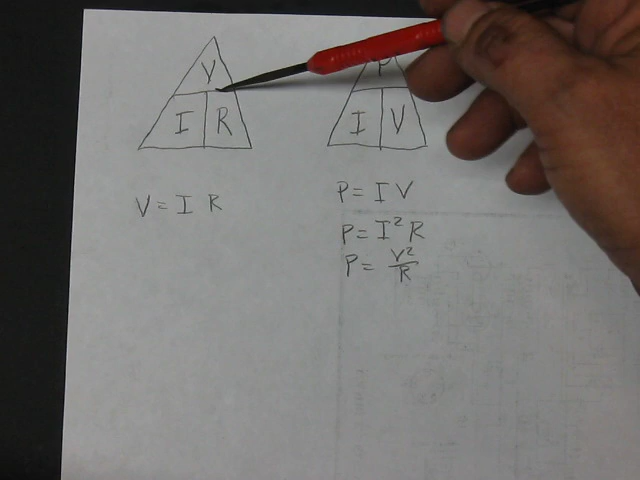 V
I R
P
I V
V = I R
P = I V
P = I² R
P = V²/R